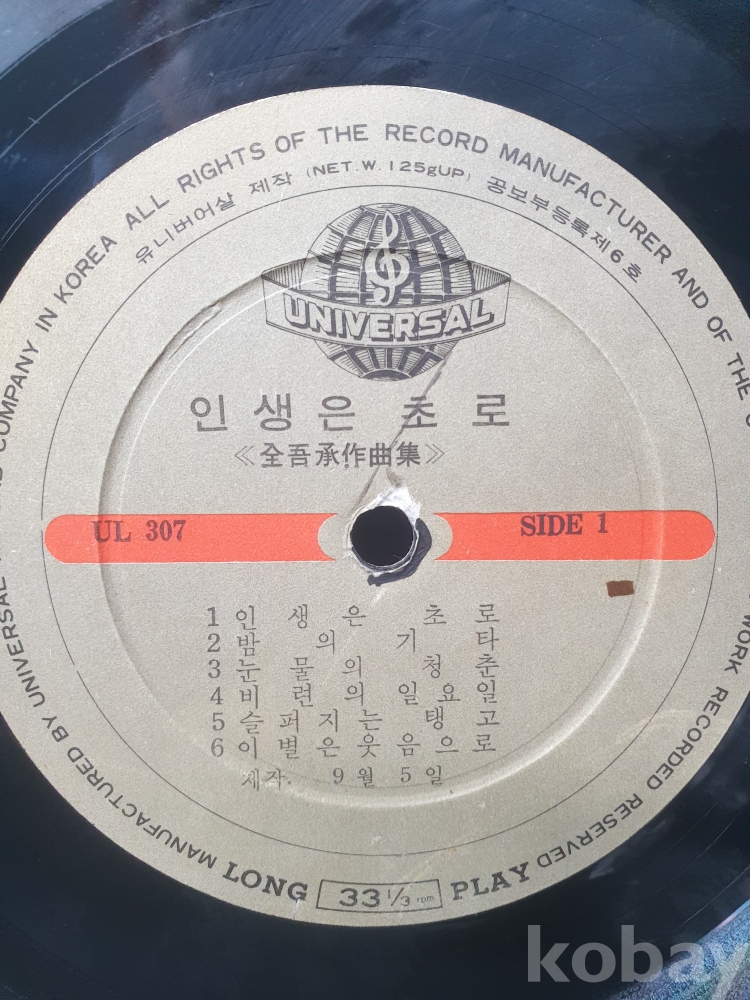 MANUFACTURED BY UNIVERSAL COMPANY IN KOREA ALL RIGHTS OF THE RECORD MANUFACTURER AND OF THE WORK RECORDED RESERVED
유니버어살 제작 (NET.W.125gUP) 공보부등록제6호
UNIVERSAL
인생은 초로
《全吾承作曲集》
UL 307
SIDE 1
1 인생은 초로
2 밤의 기타
3 눈물의 청춘
4 비련의 일요일
5 슬퍼지는 탱고
6 이별은 웃음으로
제작. 9월 5일
LONG 33 1/3 rpm PLAY
kobay